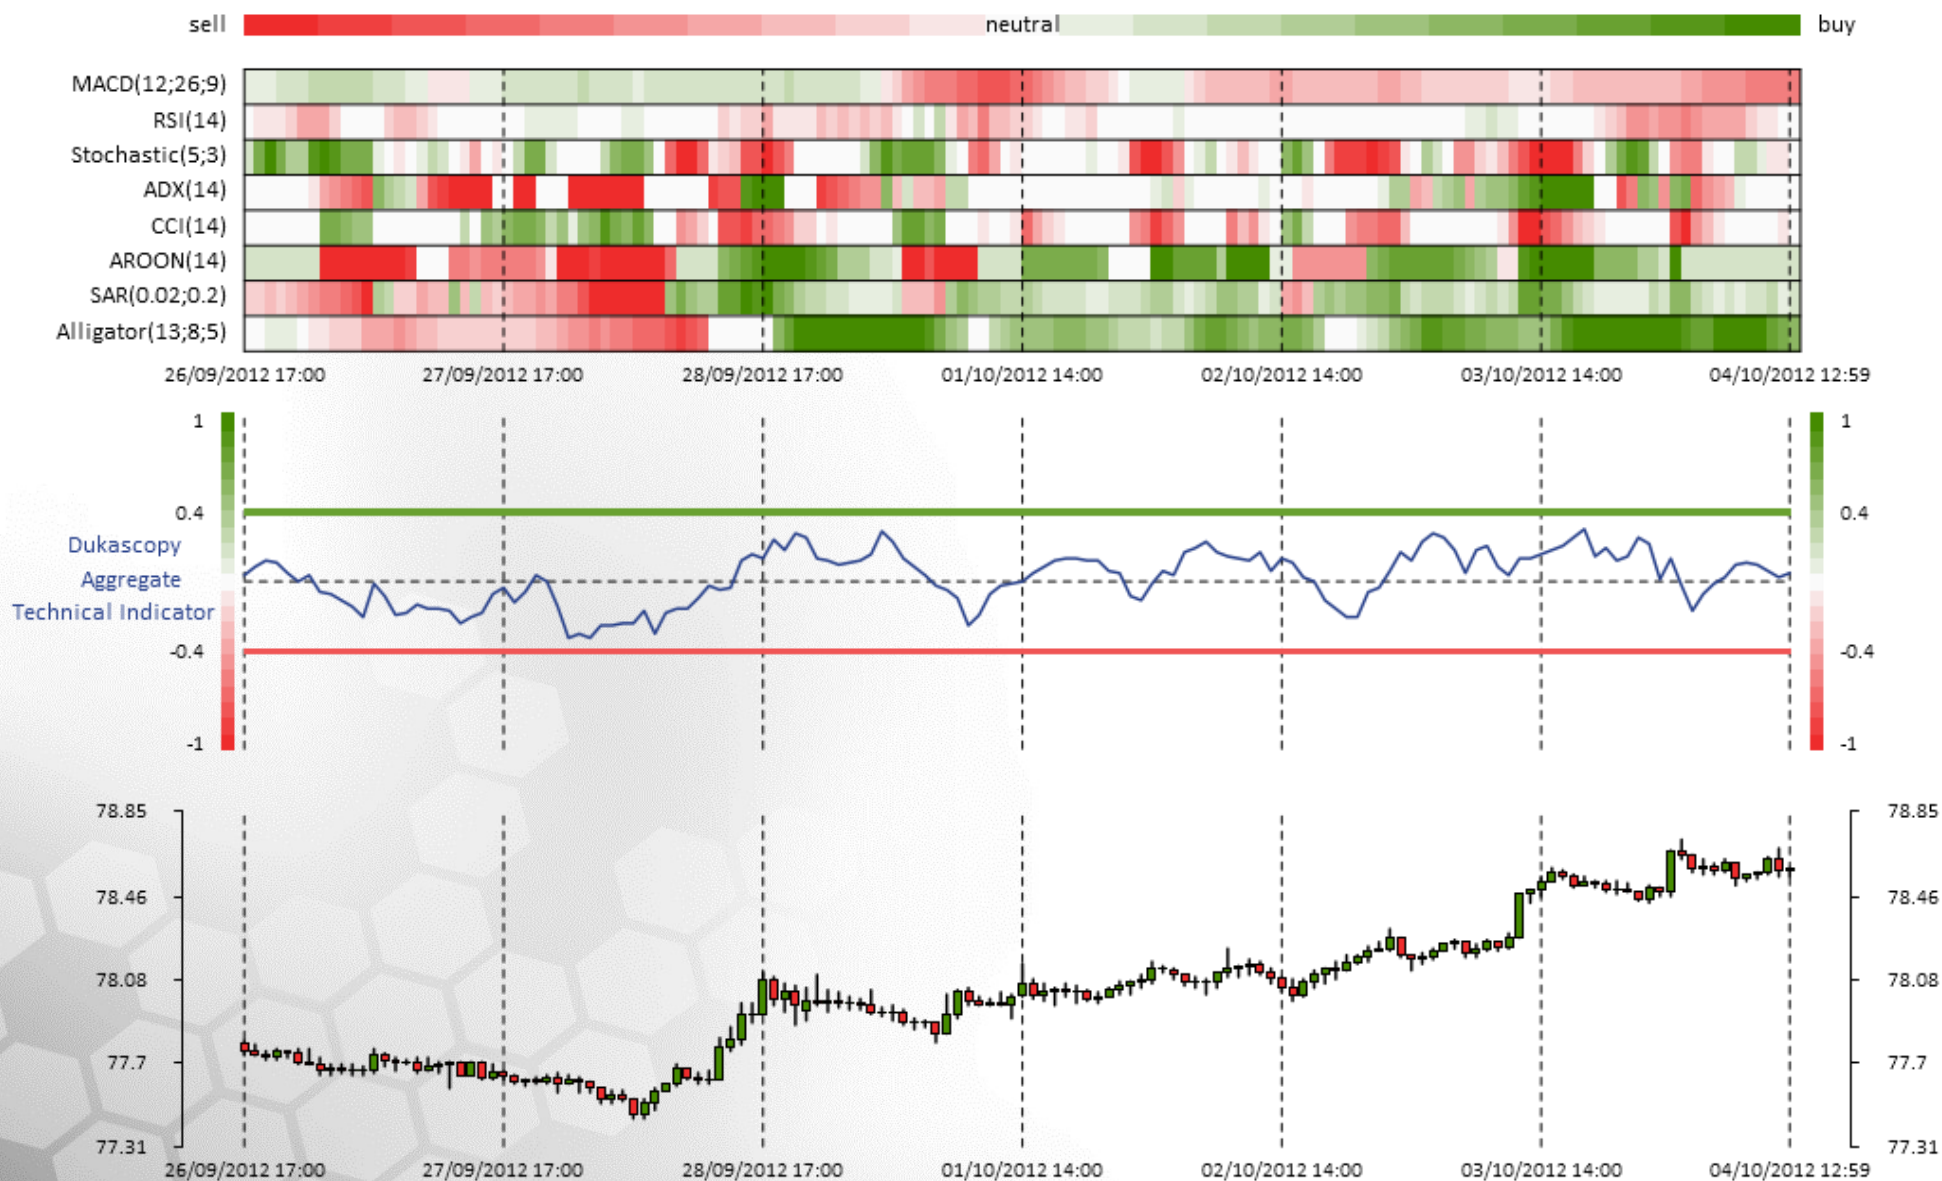 sell neutral buy
MACD(12;26;9)
RSI(14)
Stochastic(5;3)
ADX(14)
CCI(14)
AROON(14)
SAR(0.02;0.2)
Alligator(13;8;5)
26/09/2012 17:00 27/09/2012 17:00 28/09/2012 17:00 01/10/2012 14:00 02/10/2012 14:00 03/10/2012 14:00 04/10/2012 12:59
1 1
0.4 0.4
Dukascopy
Aggregate
Technical Indicator
-0.4 -0.4
-1 -1
78.85 78.85
78.46 78.46
78.08 78.08
77.7 77.7
77.31 77.31
26/09/2012 17:00 27/09/2012 17:00 28/09/2012 17:00 01/10/2012 14:00 02/10/2012 14:00 03/10/2012 14:00 04/10/2012 12:59